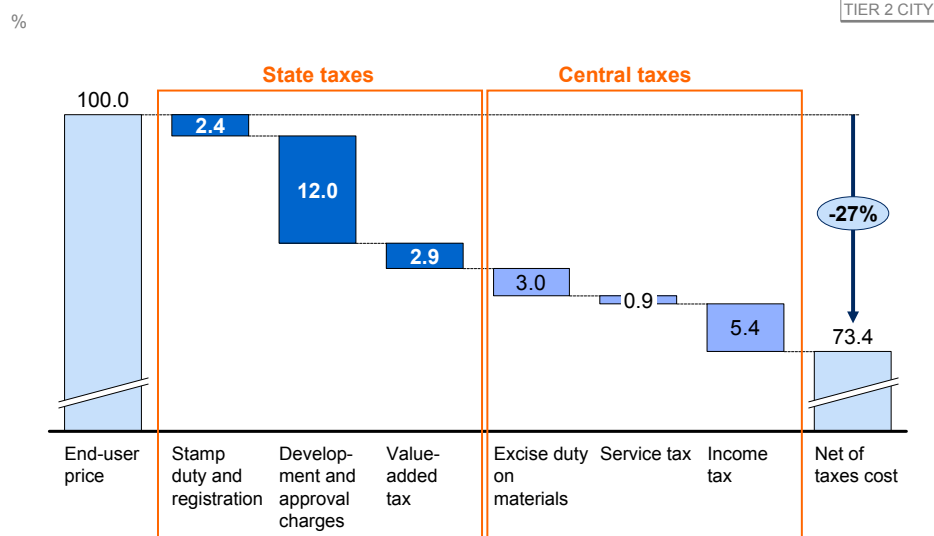 %
TIER 2 CITY
State taxes
Central taxes
100.0
2.4
12.0
2.9
3.0
0.9
5.4
-27%
73.4
End-user
price
Stamp
duty and
registration
Develop-
ment and
approval
charges
Value-
added
tax
Excise duty
on
materials
Service tax
Income
tax
Net of
taxes cost